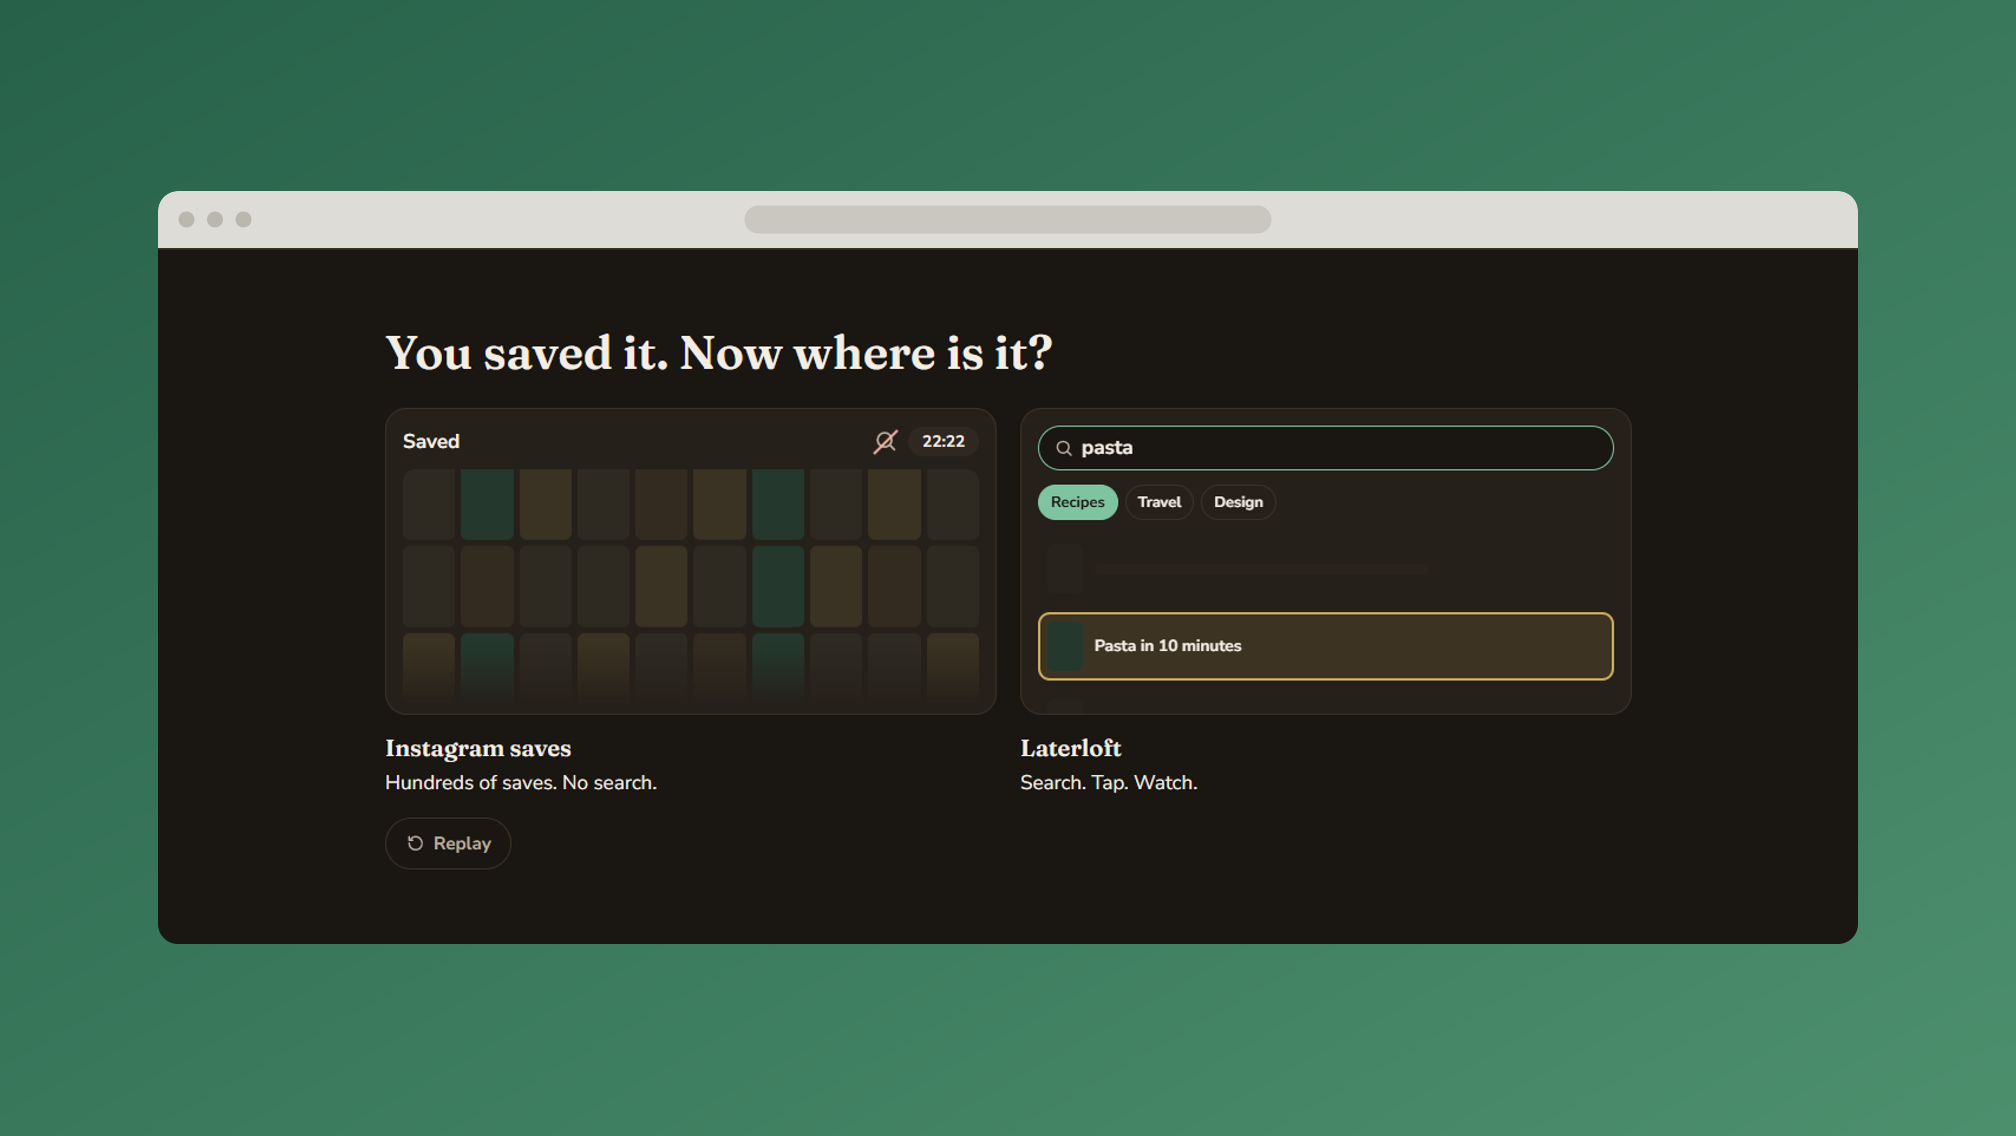 You saved it. Now where is it?
Saved
22:22
pasta
Recipes
Travel
Design
Pasta in 10 minutes
Instagram saves
Hundreds of saves. No search.
Laterloft
Search. Tap. Watch.
Replay